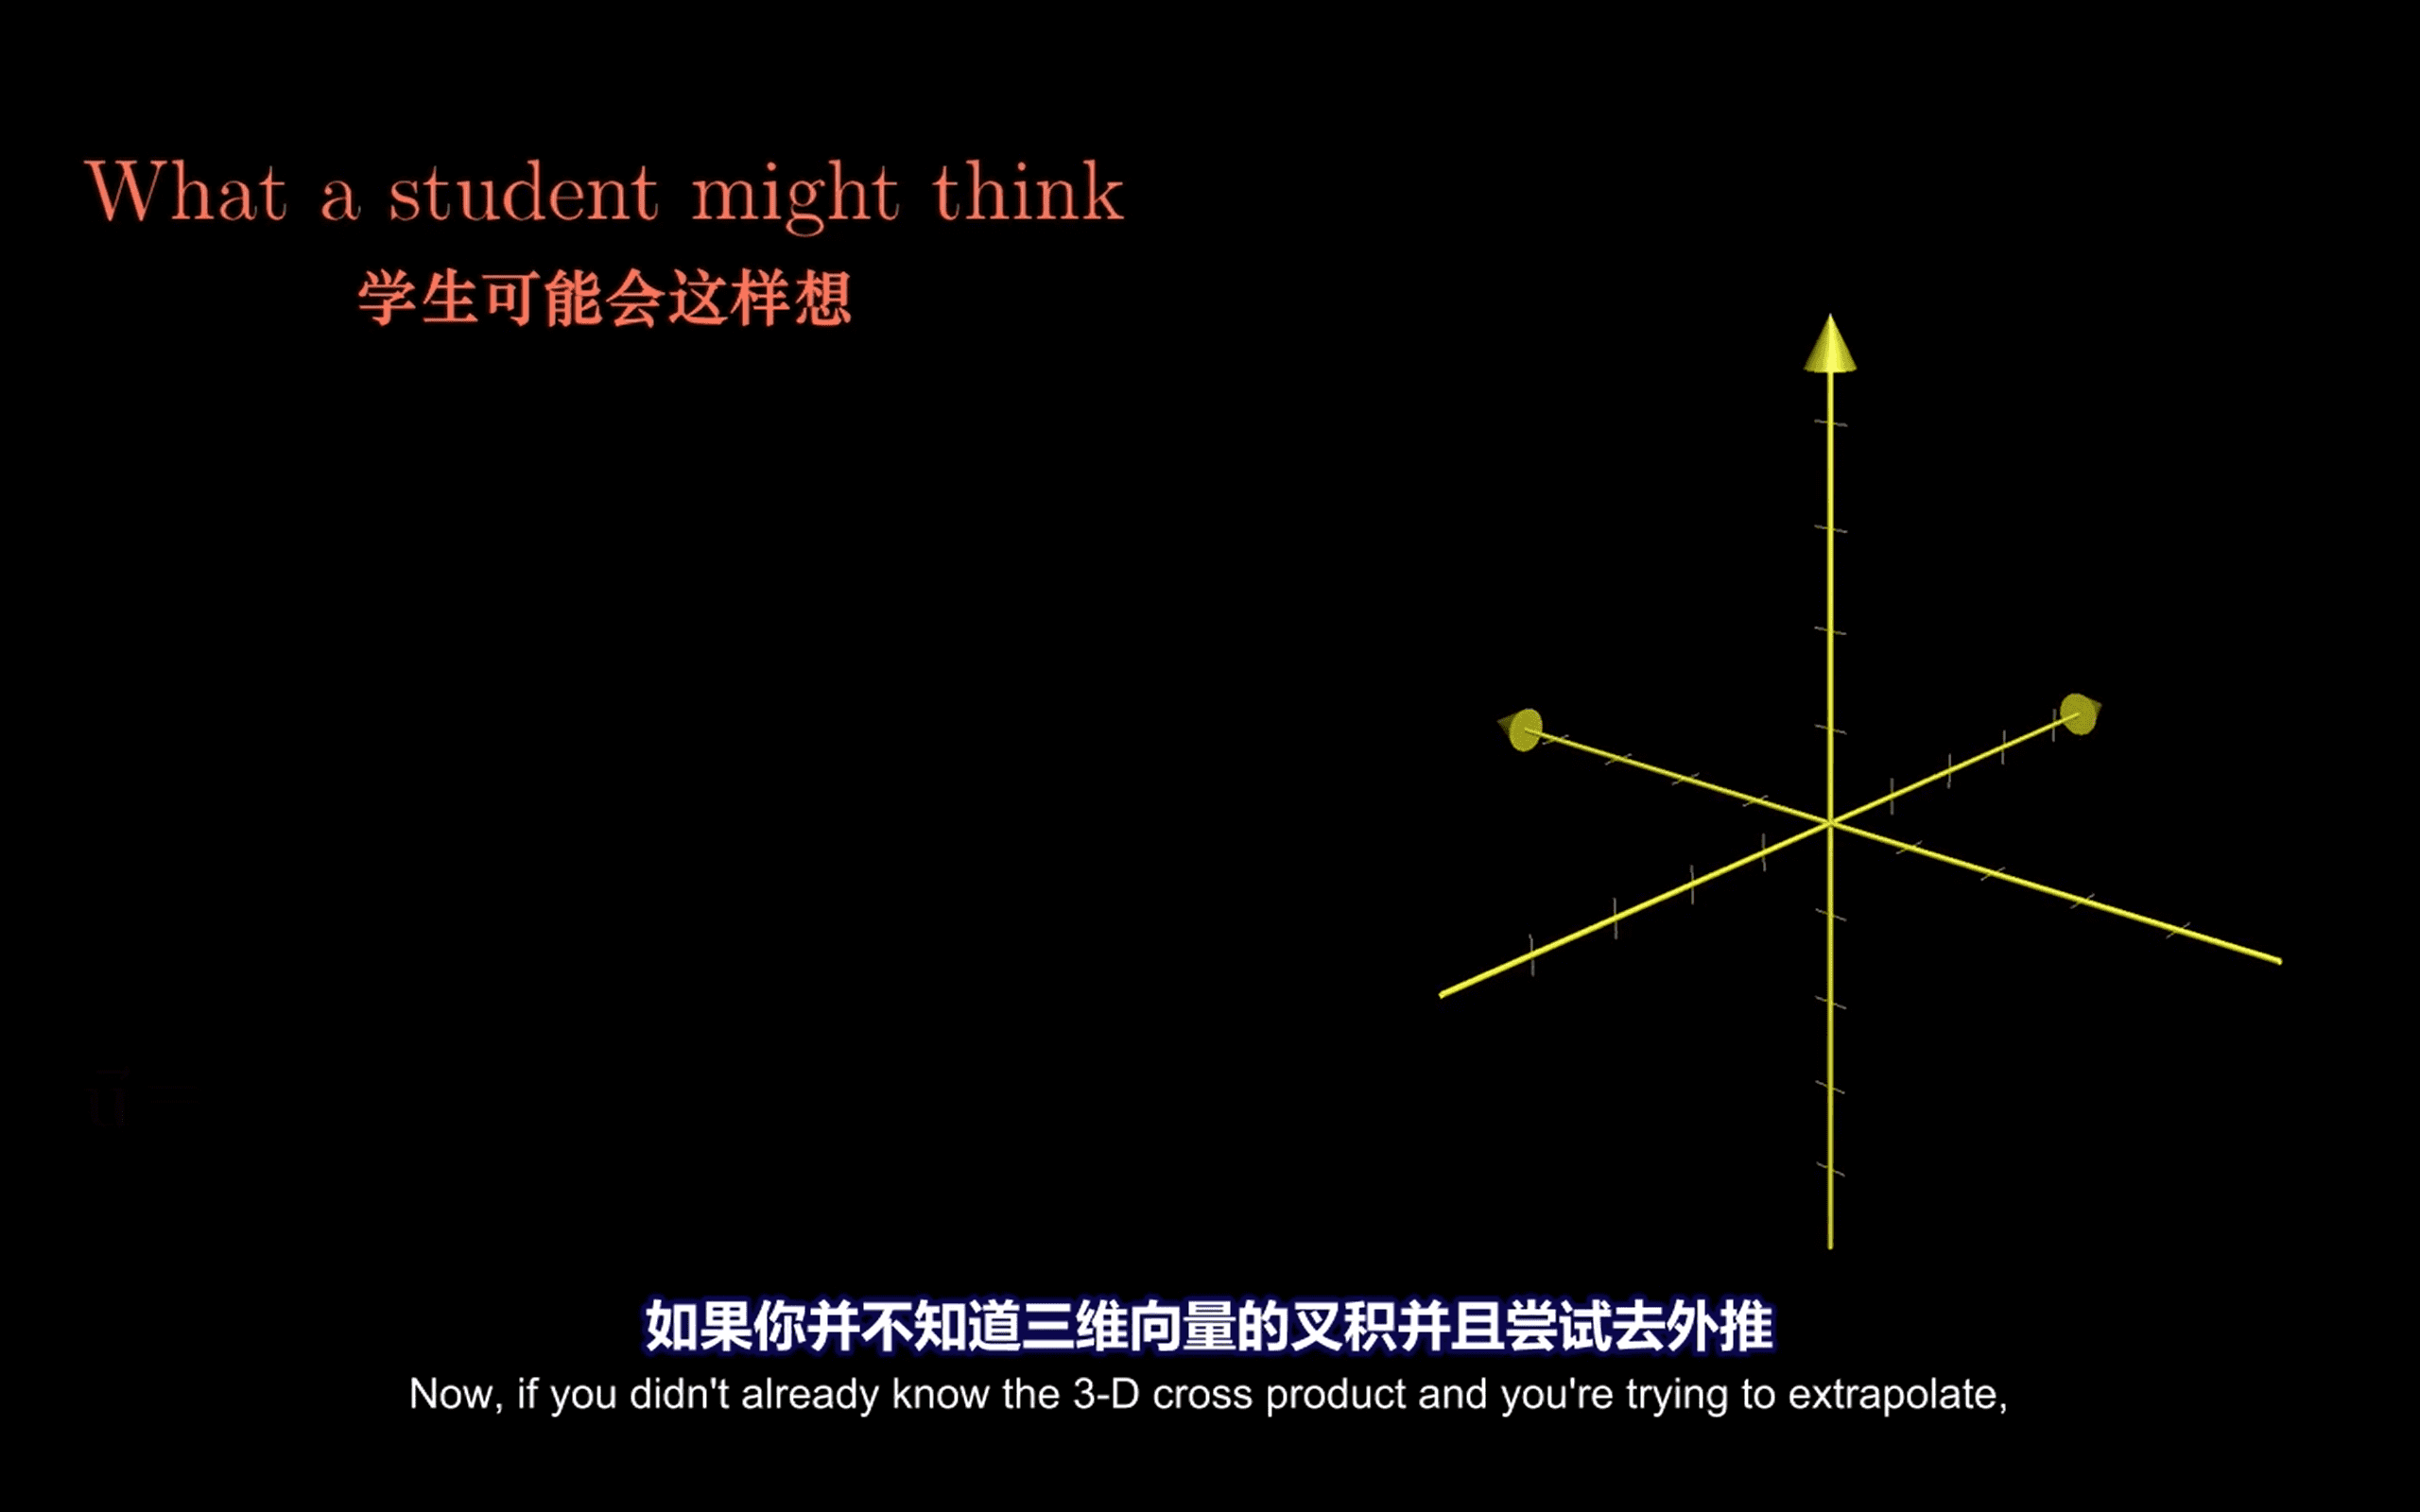 What a student might think
学生可能会这样想
如果你并不知道三维向量的叉积并且尝试去外推
Now, if you didn't already know the 3-D cross product and you're trying to extrapolate,